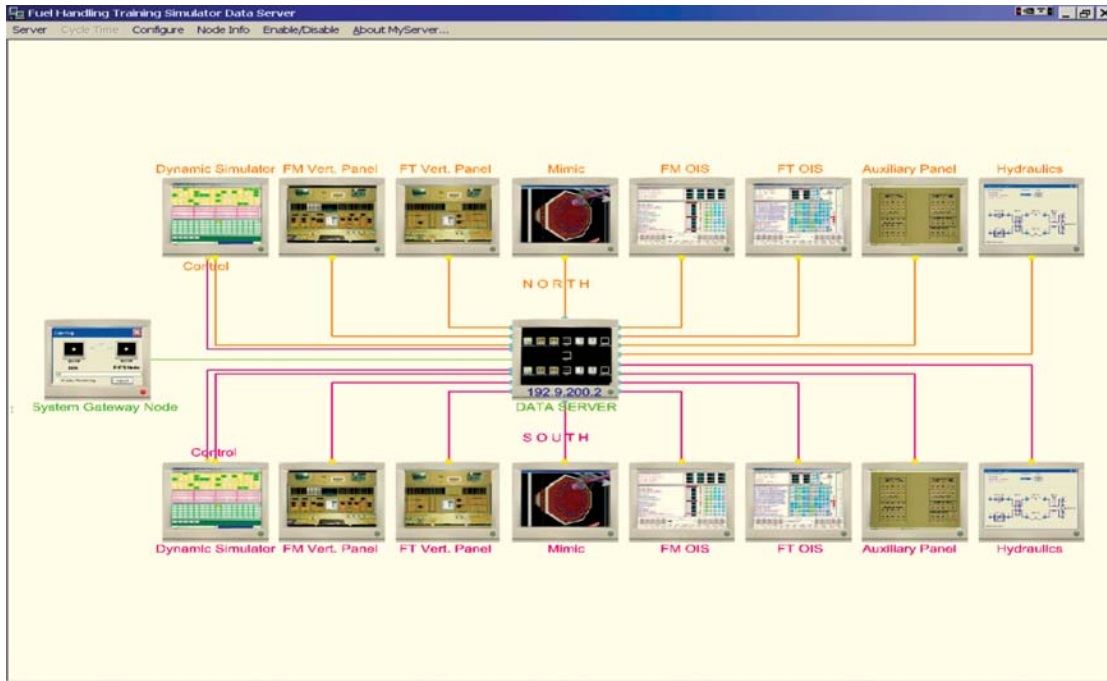 Fuel Handling Training Simulator Data Server
Server Cycle Time Configure Node Info Enable/Disable About MyServer...
Dynamic Simulator FM Vert. Panel FT Vert. Panel Mimic FM OIS FT OIS Auxiliary Panel Hydraulics
Control
NORTH
192.9.200.2
System Gateway Node
DATA SERVER
SOUTH
Control
Dynamic Simulator FM Vert. Panel FT Vert. Panel Mimic FM OIS FT OIS Auxiliary Panel Hydraulics